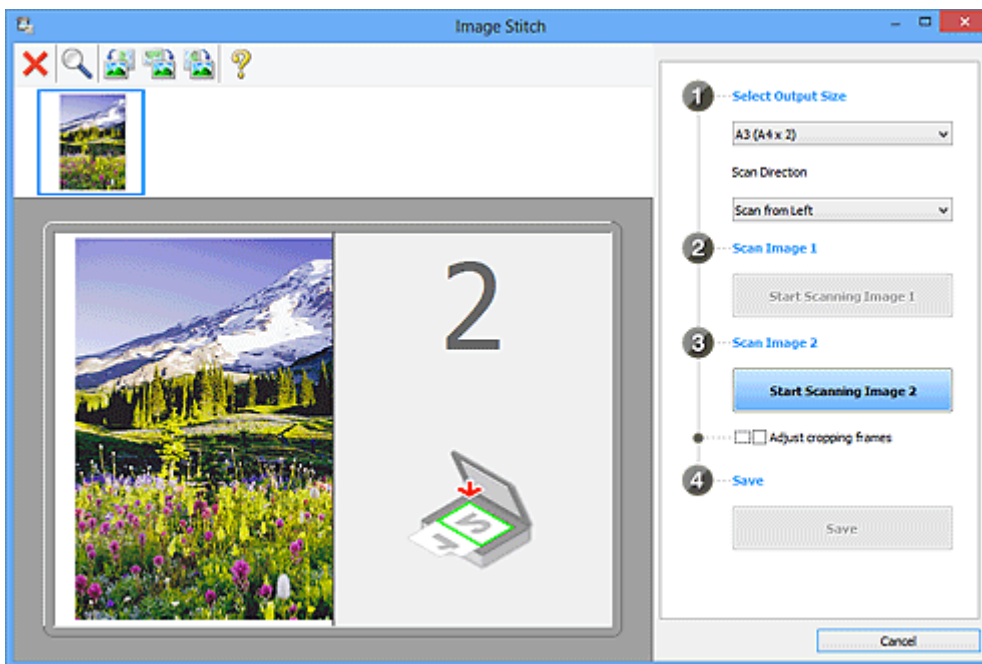 Image Stitch
1 Select Output Size
A3 (A4 x 2)
Scan Direction
Scan from Left
2 Scan Image 1
Start Scanning Image 1
3 Scan Image 2
Start Scanning Image 2
Adjust cropping frames
4 Save
Save
Cancel
2
1 2